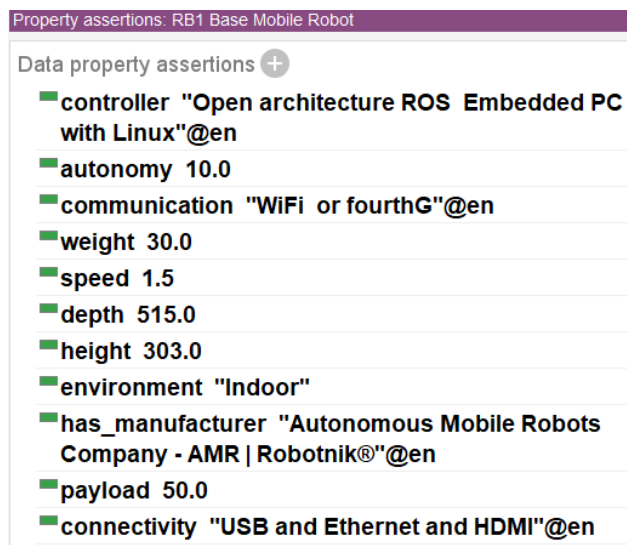 Property assertions: RB1 Base Mobile Robot
Data property assertions
controller "Open architecture ROS  Embedded PC
with Linux"@en
autonomy 10.0
communication "WiFi  or fourthG"@en
weight 30.0
speed 1.5
depth 515.0
height 303.0
environment "Indoor"
has_manufacturer "Autonomous Mobile Robots
Company - AMR | Robotnik®"@en
payload 50.0
connectivity "USB and Ethernet and HDMI"@en